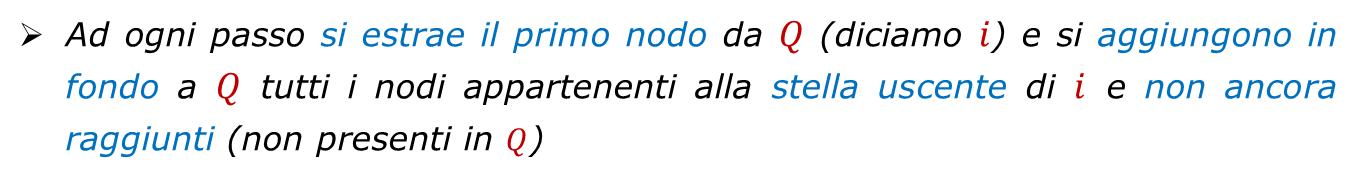 ➢ Ad ogni passo si estrae il primo nodo da Q (diciamo i) e si aggiungono in
fondo a Q tutti i nodi appartenenti alla stella uscente di i e non ancora
raggiunti (non presenti in Q)